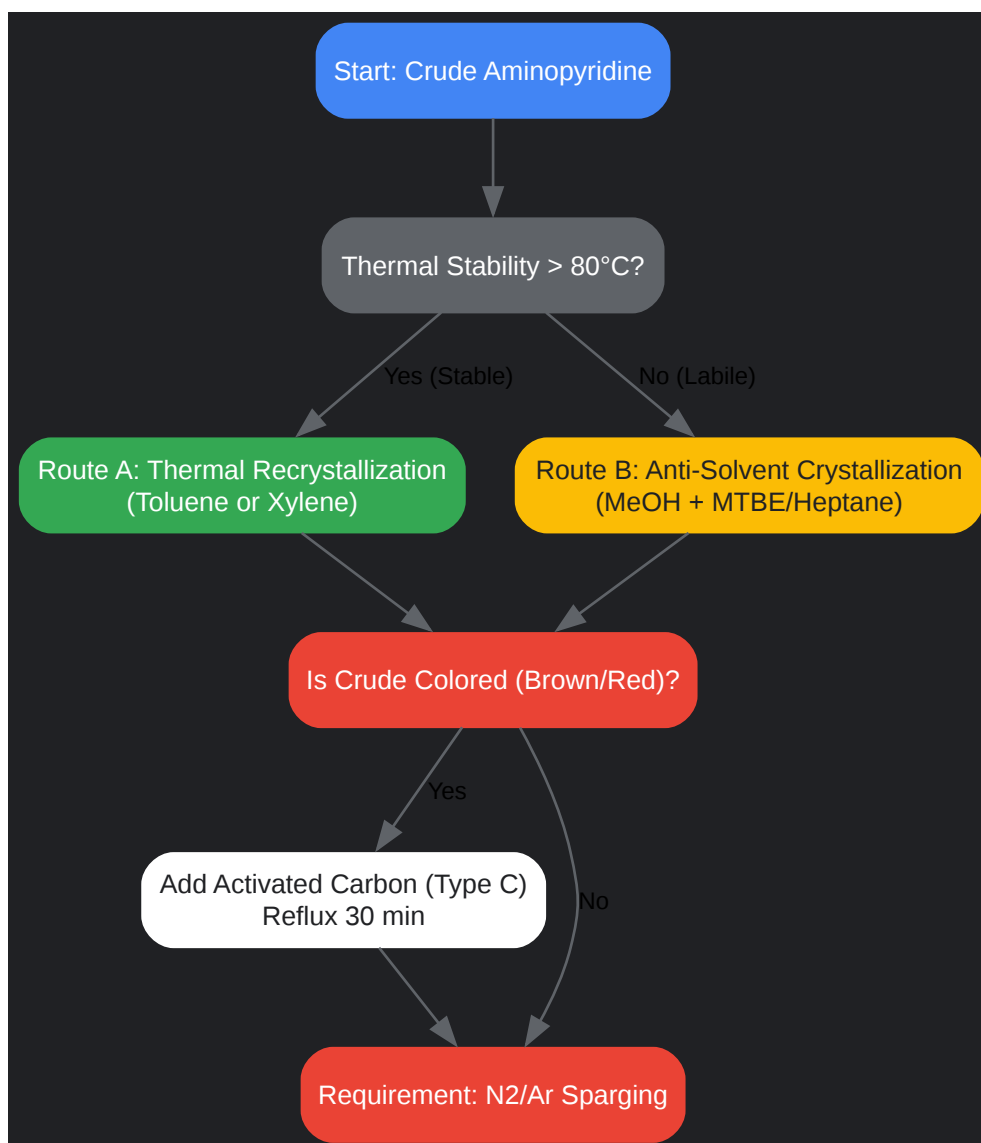 Start: Crude Aminopyridine
Thermal Stability > 80°C?
Yes (Stable)
No (Labile)
Route A: Thermal Recrystallization
(Toluene or Xylene)
Route B: Anti-Solvent Crystallization
(MeOH + MTBE/Heptane)
Is Crude Colored (Brown/Red)?
Yes
Add Activated Carbon (Type C)
Reflux 30 min
No
Requirement: N2/Ar Sparging